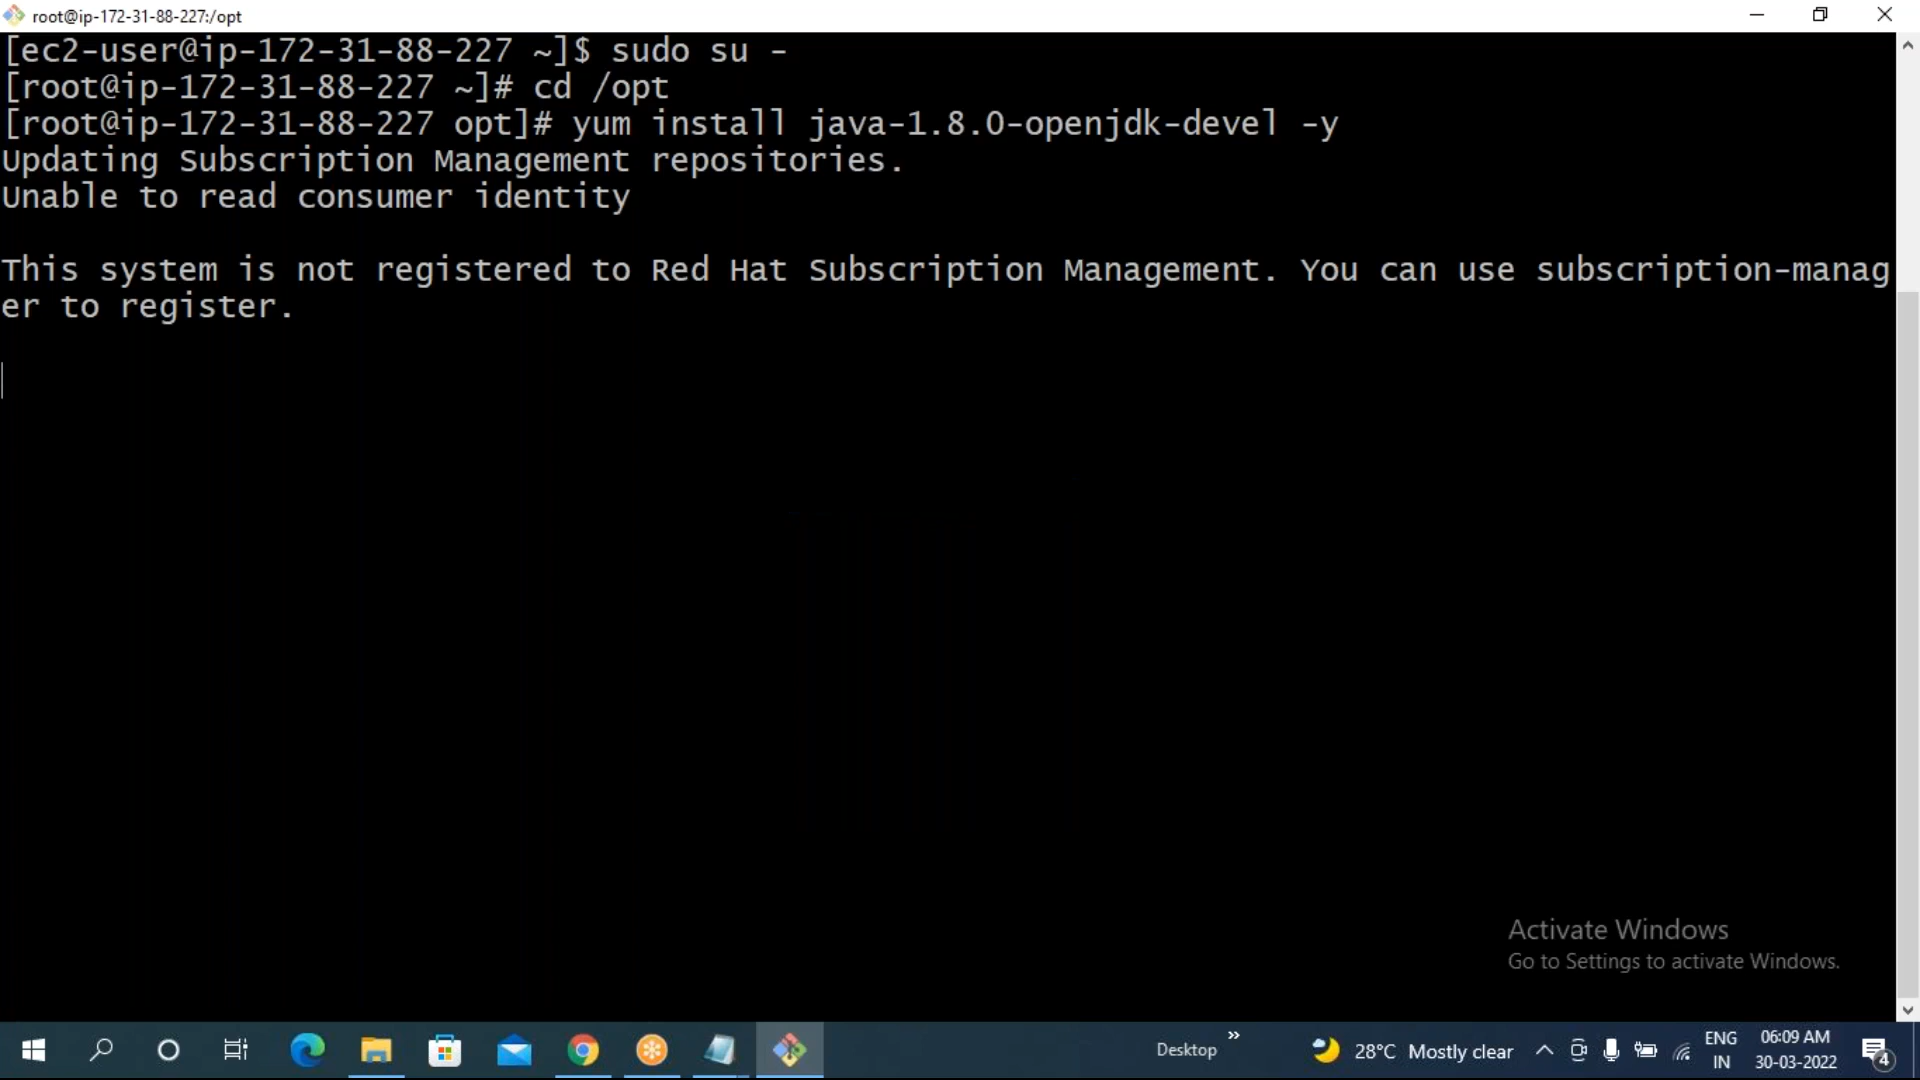 root@ip-172-31-88-227:/opt
[ec2-user@ip-172-31-88-227 ~]$ sudo su -
[root@ip-172-31-88-227 ~]# cd /opt
[root@ip-172-31-88-227 opt]# yum install java-1.8.0-openjdk-devel -y
Updating Subscription Management repositories.
Unable to read consumer identity
This system is not registered to Red Hat Subscription Management. You can use subscription-manag
er to register.
Activate Windows
Go to Settings to activate Windows.
Desktop
28°C Mostly clear
ENG
IN
06:09 AM
30-03-2022
4